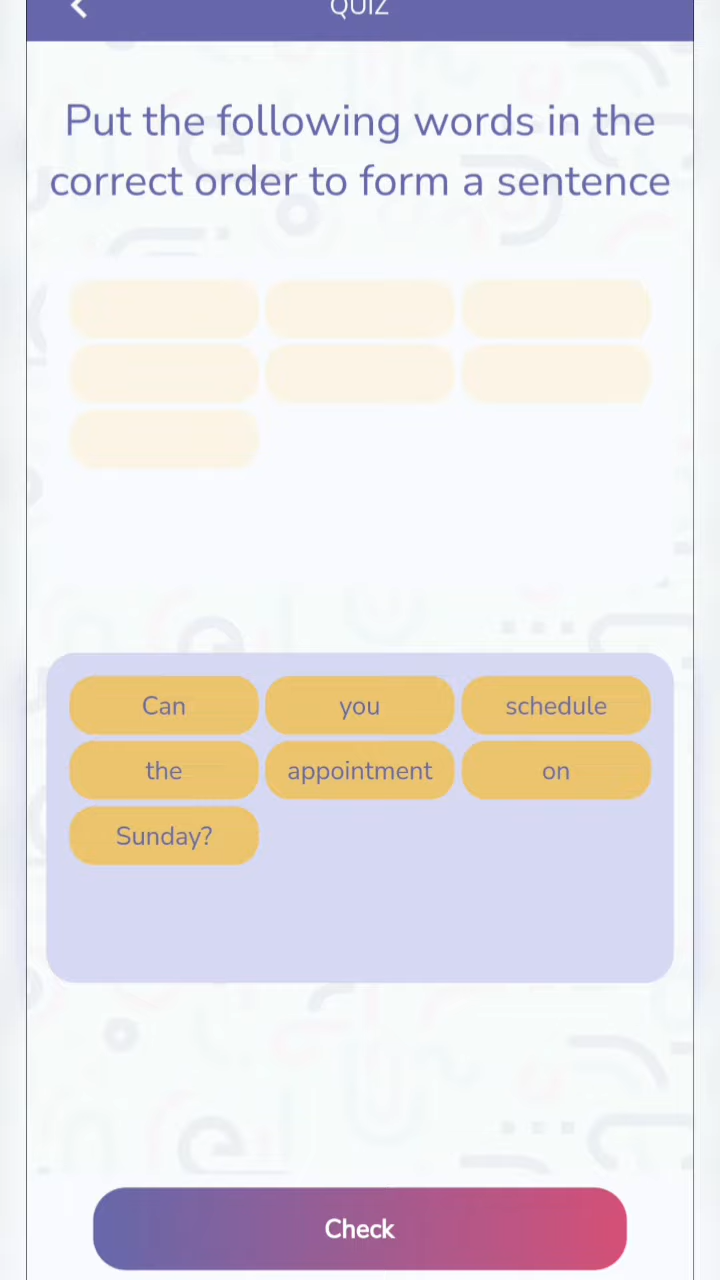 QUIZ
Put the following words in the
correct order to form a sentence
Can you schedule
the appointment on
Sunday?
Check